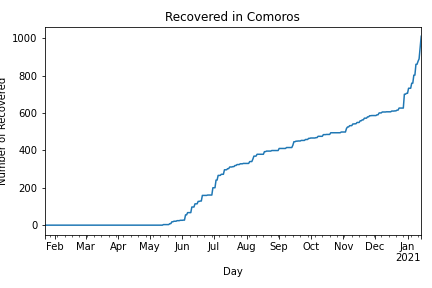 Recovered in Comoros
Number of Recovered
1000
800
600
400
200
0
Feb Mar Apr May Jun Jul Aug Sep Oct Nov Dec Jan
2021
Day